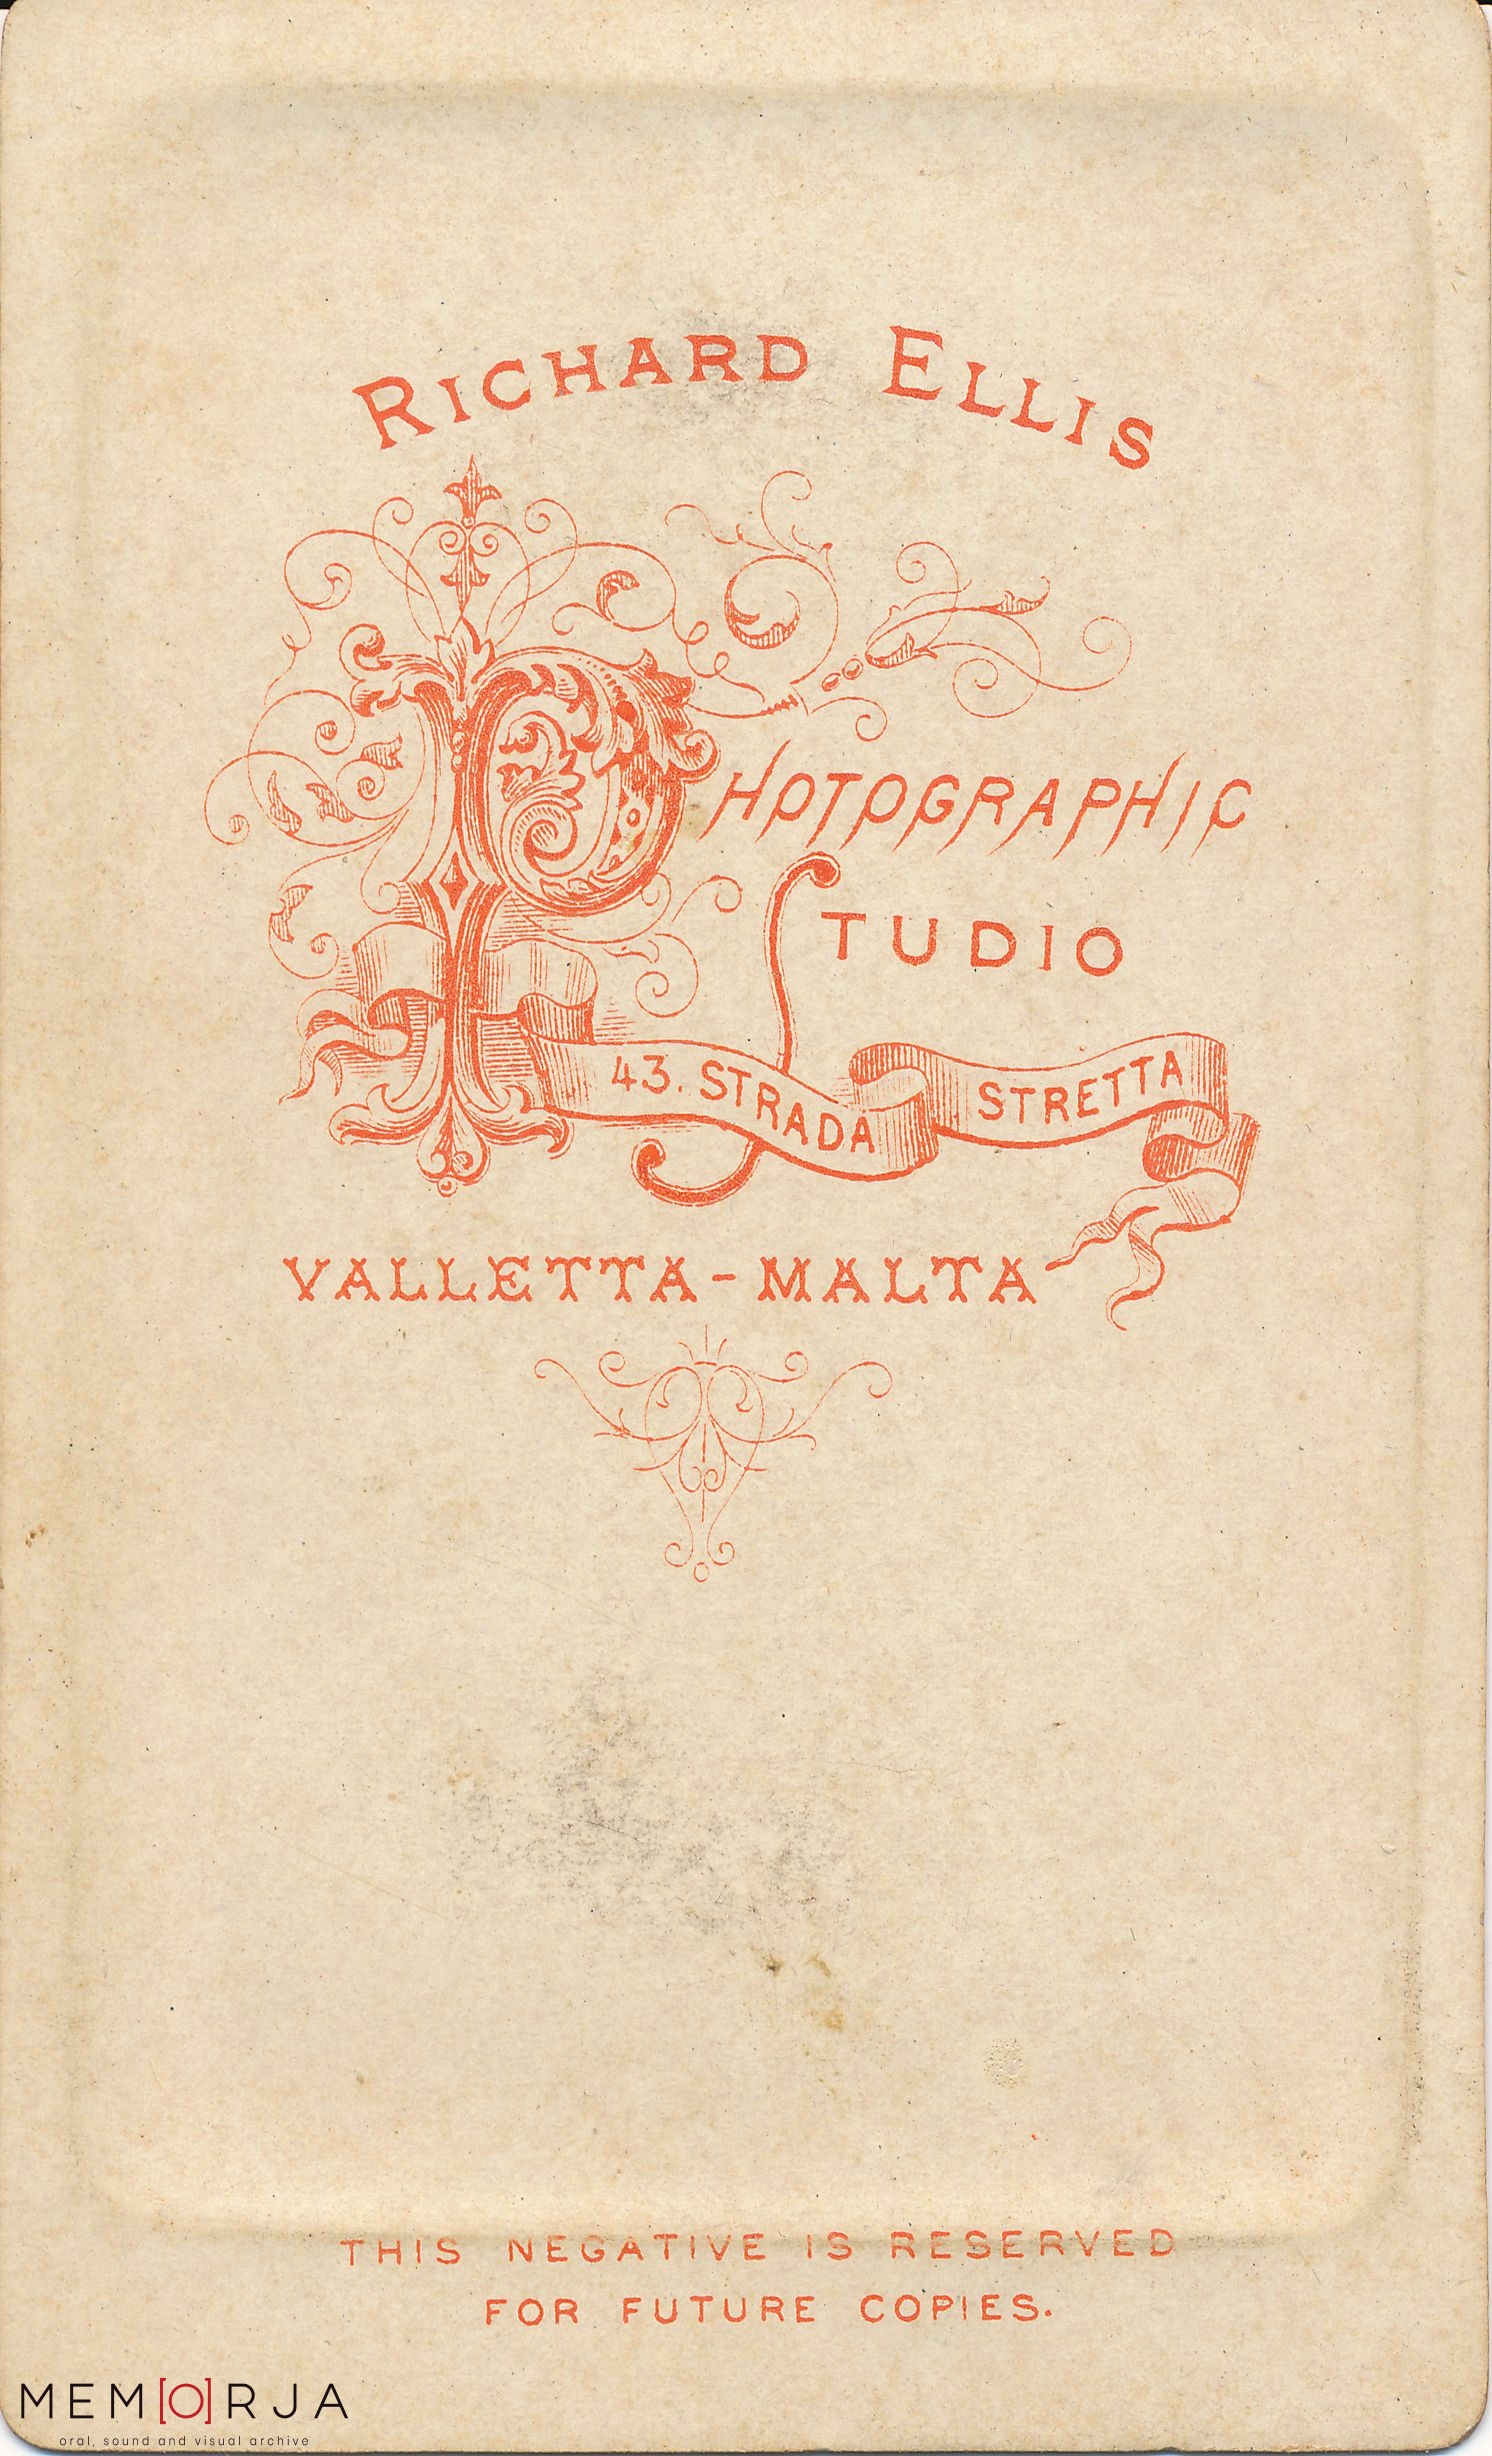 RICHARD ELLIS
PHOTOGRAPHIC
STUDIO
43. STRADA STRETTA
VALLETTA-MALTA
THIS NEGATIVE IS RESERVED
FOR FUTURE COPIES.
MEM[O]RJA
oral, sound and visual archive